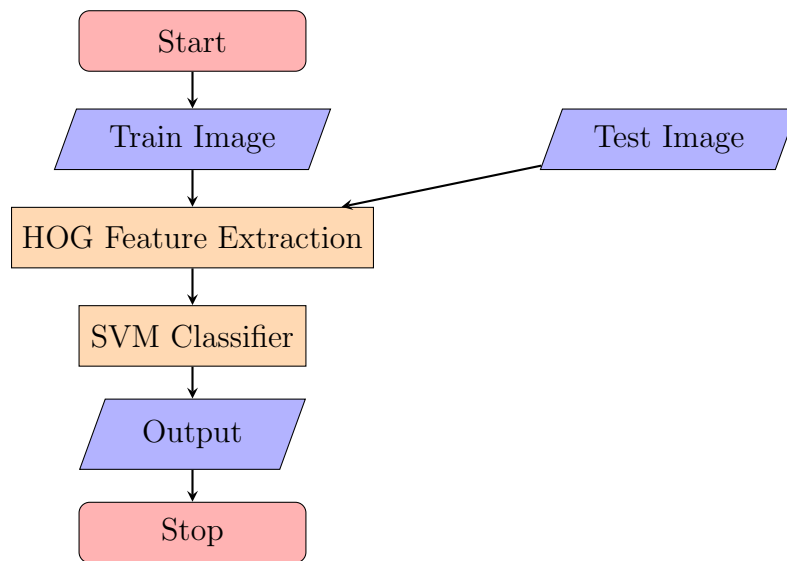 Start
Train Image
Test Image
HOG Feature Extraction
SVM Classifier
Output
Stop